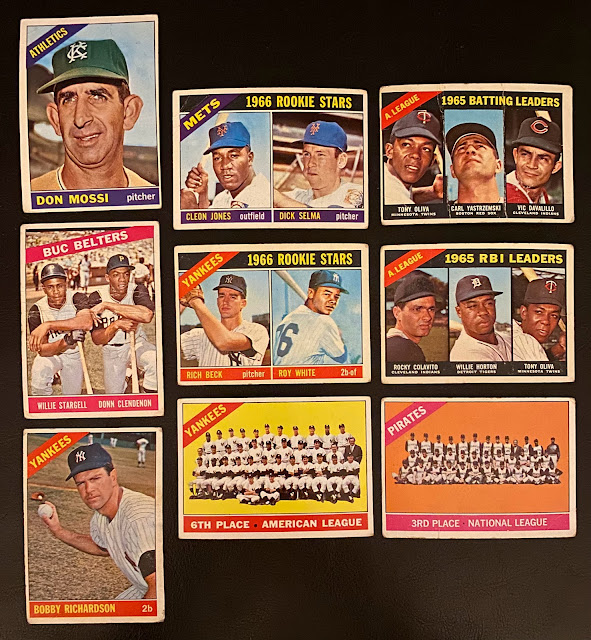 ATHLETICS
KC
DON MOSSI pitcher
METS
1966 ROOKIE STARS
CLEON JONES outfield DICK SELMA pitcher
A LEAGUE
1965 BATTING LEADERS
TONY OLIVA
MINNESOTA TWINS
CARL YASTRZEMSKI
BOSTON RED SOX
VIC DAVALILLO
CLEVELAND INDIANS
BUC BELTERS
WILLIE STARGELL DONN CLENDENON
YANKEES
1966 ROOKIE STARS
16
RICH BECK pitcher ROY WHITE 2b-of
A LEAGUE
1965 RBI LEADERS
ROCKY COLAVITO
CLEVELAND INDIANS
WILLIE HORTON
DETROIT TIGERS
TONY OLIVA
MINNESOTA TWINS
YANKEES
BOBBY RICHARDSON 2b
YANKEES
6TH PLACE • AMERICAN LEAGUE
PIRATES
3RD PLACE • NATIONAL LEAGUE